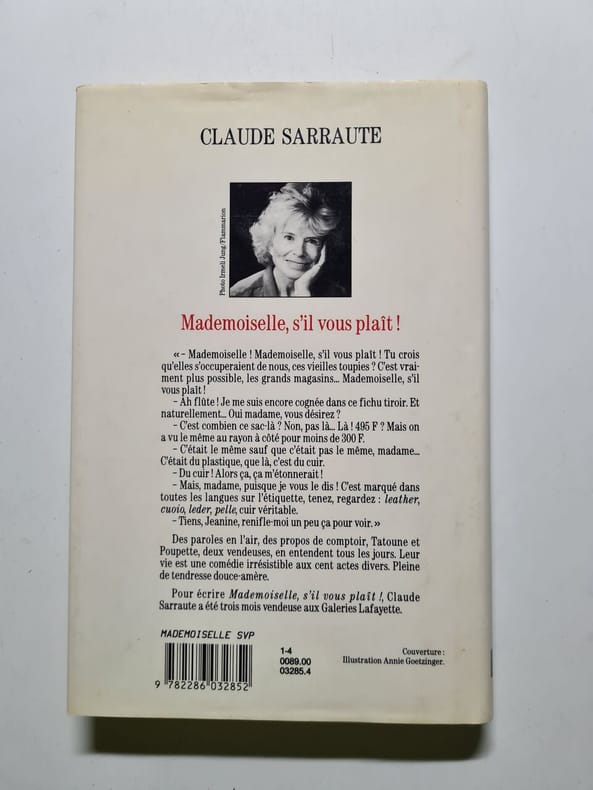 CLAUDE SARRAUTE
Photo Irmeli Jung/Flammarion
Mademoiselle, s'il vous plaît !
« – Mademoiselle ! Mademoiselle, s'il vous plaît ! Tu crois
qu'elles s'occuperaient de nous, ces vieilles toupies ? C'est vrai-
ment plus possible, les grands magasins... Mademoiselle, s'il
vous plaît !
– Ah flûte ! Je me suis encore cognée dans ce fichu tiroir. Et
naturellement... Oui madame, vous désirez ?
– C'est combien ce sac-là ? Non, pas là... Là ! 495 F ? Mais on
a vu le même au rayon à côté pour moins de 300 F.
– C'était le même sauf que c'était pas le même, madame...
C'était du plastique, que là, c'est du cuir.
– Du cuir ! Alors ça, ça m'étonnerait !
– Mais, madame, puisque je vous le dis ! C'est marqué dans
toutes les langues sur l'étiquette, tenez, regardez : leather,
cuoio, leder, pelle, cuir véritable.
– Tiens, Jeanine, renifle-moi un peu ça pour voir. »
Des paroles en l'air, des propos de comptoir, Tatoune et
Poupette, deux vendeuses, en entendent tous les jours. Leur
vie est une comédie irrésistible aux cent actes divers. Pleine
de tendresse douce-amère.
Pour écrire Mademoiselle, s'il vous plaît !, Claude
Sarraute a été trois mois vendeuse aux Galeries Lafayette.
MADEMOISELLE SVP
1-4
0089.00
03285.4
Couverture :
Illustration Annie Goetzinger.
9 782286 032852